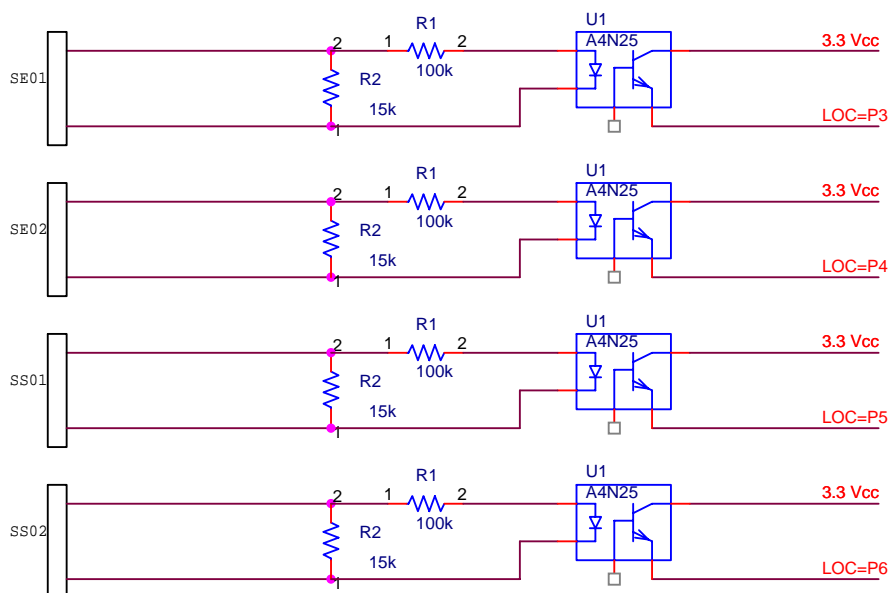 U1
R1
A4N25
2
1
2
3.3 Vcc
SE01
R2
100k
15k
1
LOC=P3
U1
R1
A4N25
2
1
2
3.3 Vcc
SE02
R2
100k
15k
1
LOC=P4
U1
R1
A4N25
2
1
2
3.3 Vcc
SS01
R2
100k
15k
1
LOC=P5
U1
R1
A4N25
2
1
2
3.3 Vcc
SS02
R2
100k
15k
1
LOC=P6